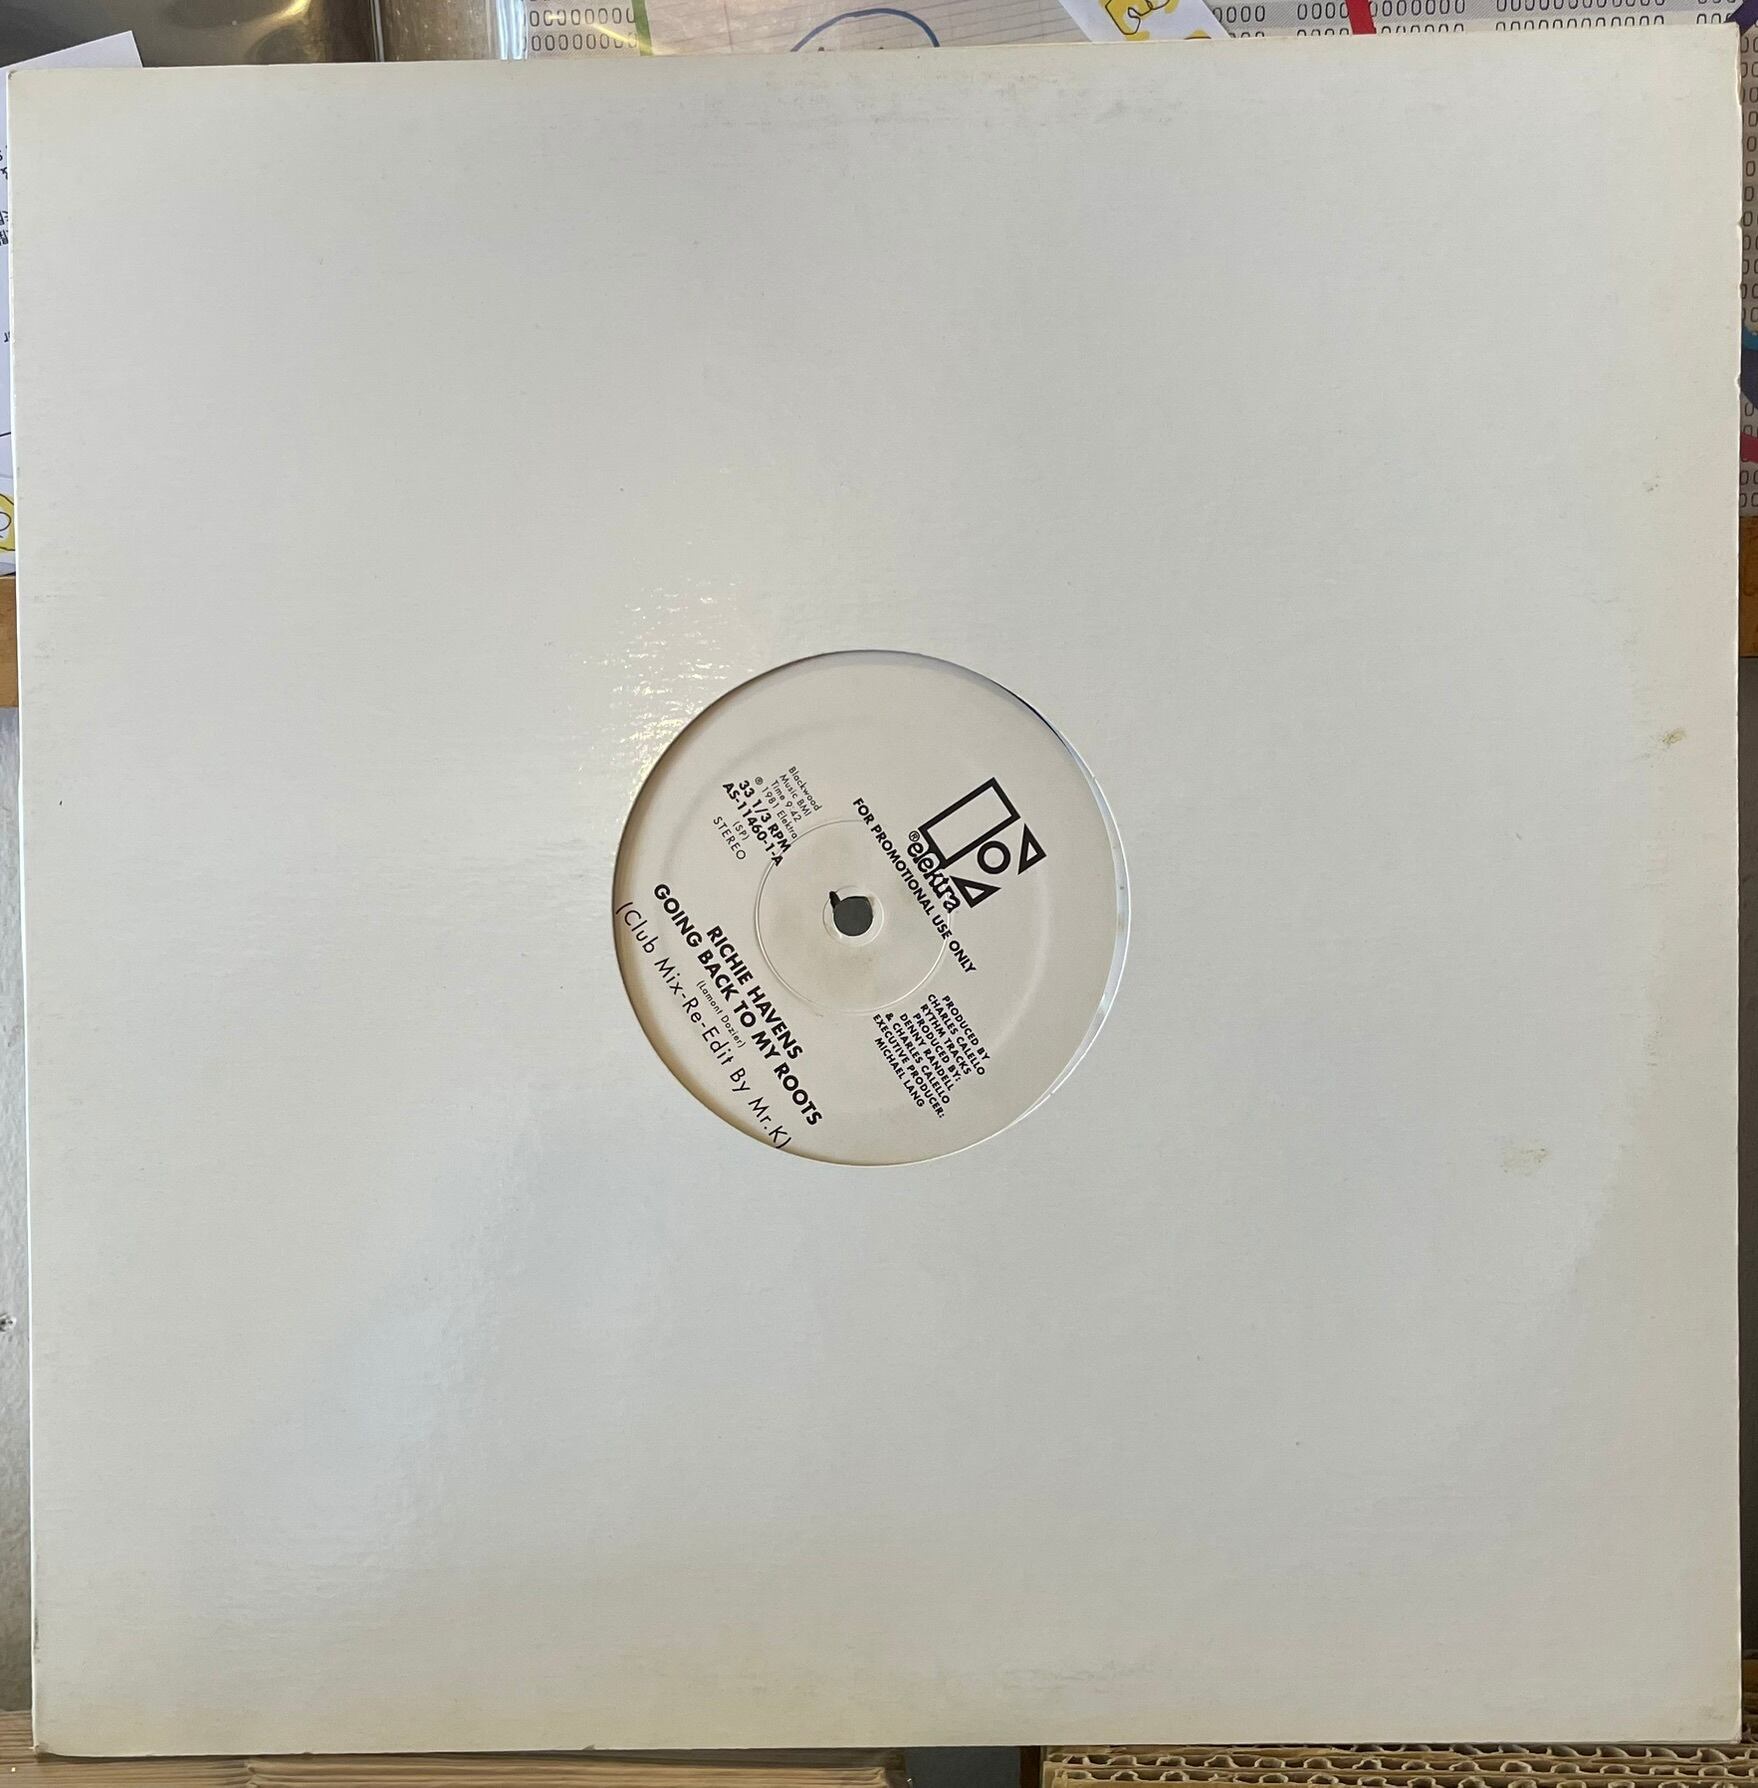 ® elektra
FOR PROMOTIONAL USE ONLY
Blackwood
Music BMI
Time 9:42
℗ 1981 Elektra
33 1/3 RPM
AS-11460-1-A
(SP)
STEREO
PRODUCED BY
CHARLES CALELLO
RYTHM TRACKS
PRODUCED BY:
DENNY RANDELL
& CHARLES CALELLO
EXECUTIVE PRODUCER:
MICHAEL LANG
RICHIE HAVENS
GOING BACK TO MY ROOTS
(Lamont Dozier)
(Club Mix-Re-Edit By Mr.K)